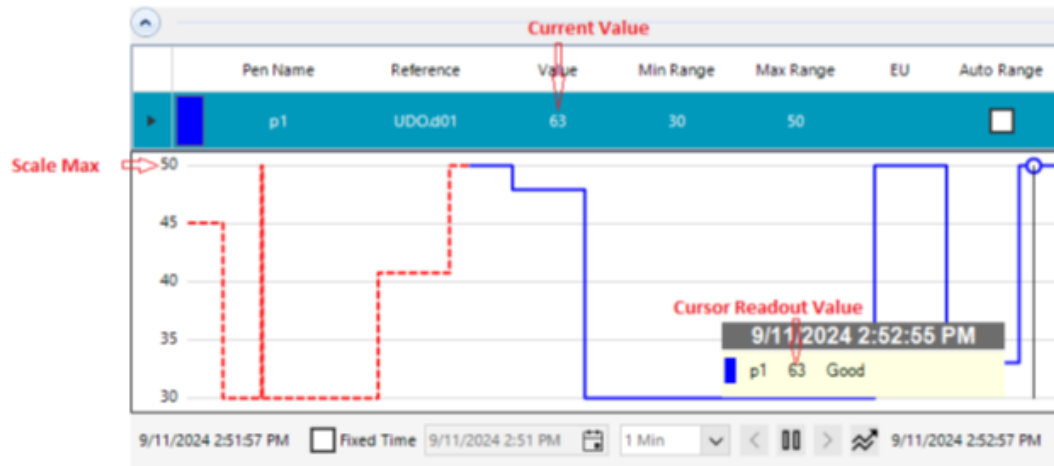 Current Value
Pen Name Reference Value Min Range Max Range EU Auto Range
p1 UDO.d01 63 30 50
Scale Max 50
45
40
Cursor Readout Value
35 9/11/2024 2:52:55 PM
p1 63 Good
30
9/11/2024 2:51:57 PM Fixed Time 9/11/2024 2:51 PM 1 Min 9/11/2024 2:52:57 PM